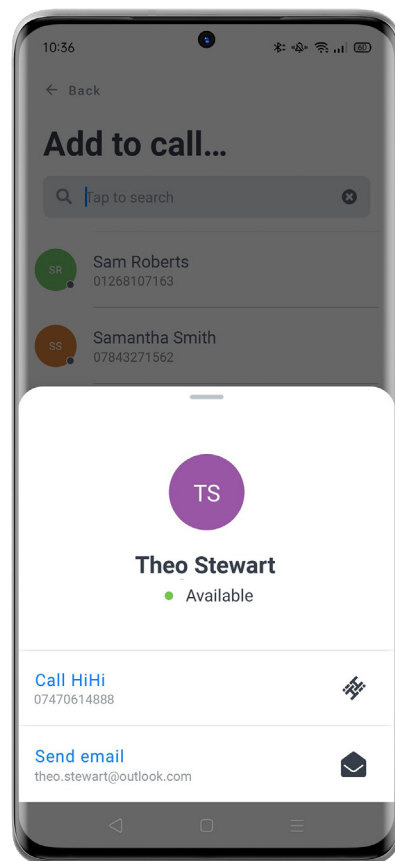 10:36
60
Back
Add to call...
Tap to search
SR
Sam Roberts
01268107163
SS
Samantha Smith
07843271562
TS
Theo Stewart
Available
Call HiHi
07470614888
Send email
theo.stewart@outlook.com